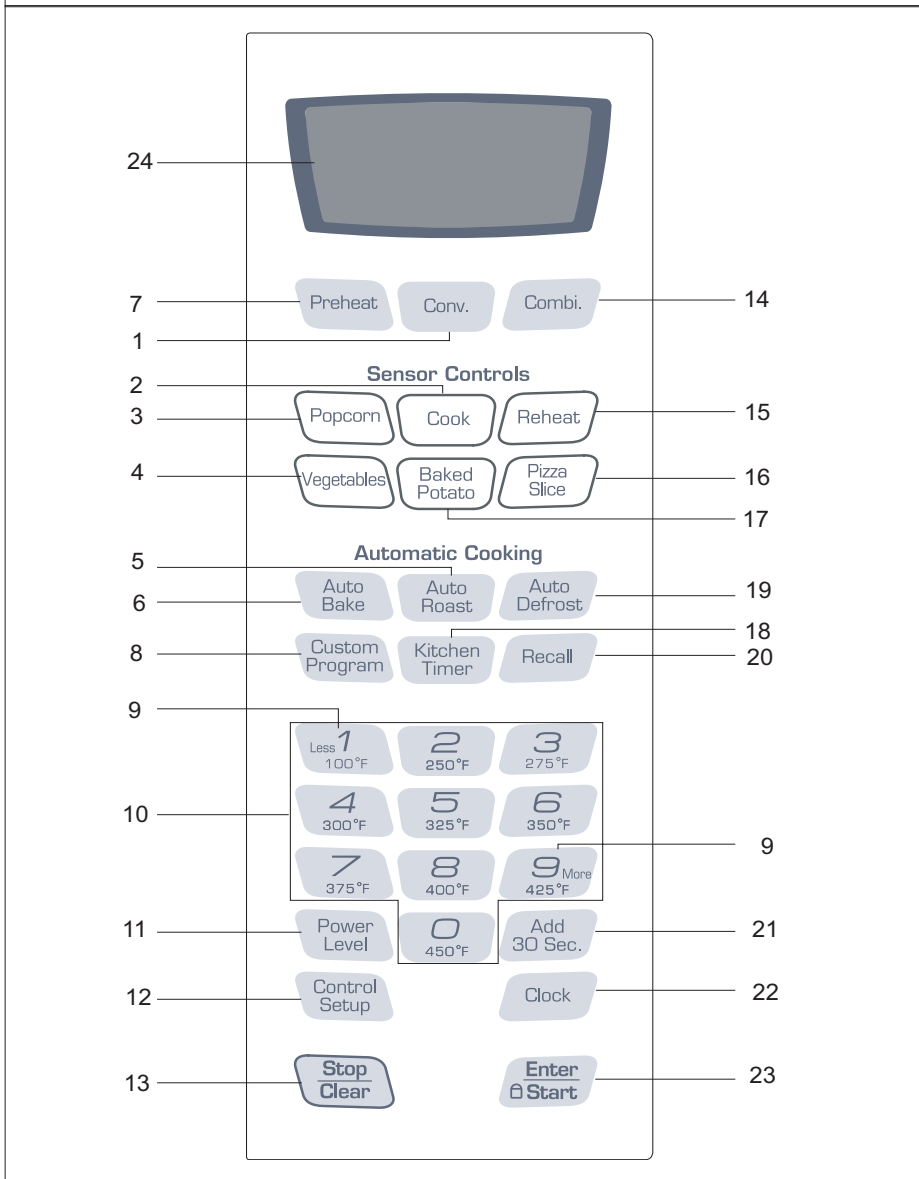 24
7 Preheat Conv. Combi. 14
1
Sensor Controls
2
3 Popcorn Cook Reheat 15
4 Vegetables Baked Potato Pizza Slice 16
17
Automatic Cooking
5
6 Auto Bake Auto Roast Auto Defrost 19
18
8 Custom Program Kitchen Timer Recall 20
9
Less 1 2 3
100°F 250°F 275°F
10
4 5 6
300°F 325°F 350°F
9
7 8 9 More
375°F 400°F 425°F
11 Power Level 0 450°F Add 30 Sec. 21
12 Control Setup Clock 22
13 Stop Clear Enter Start 23